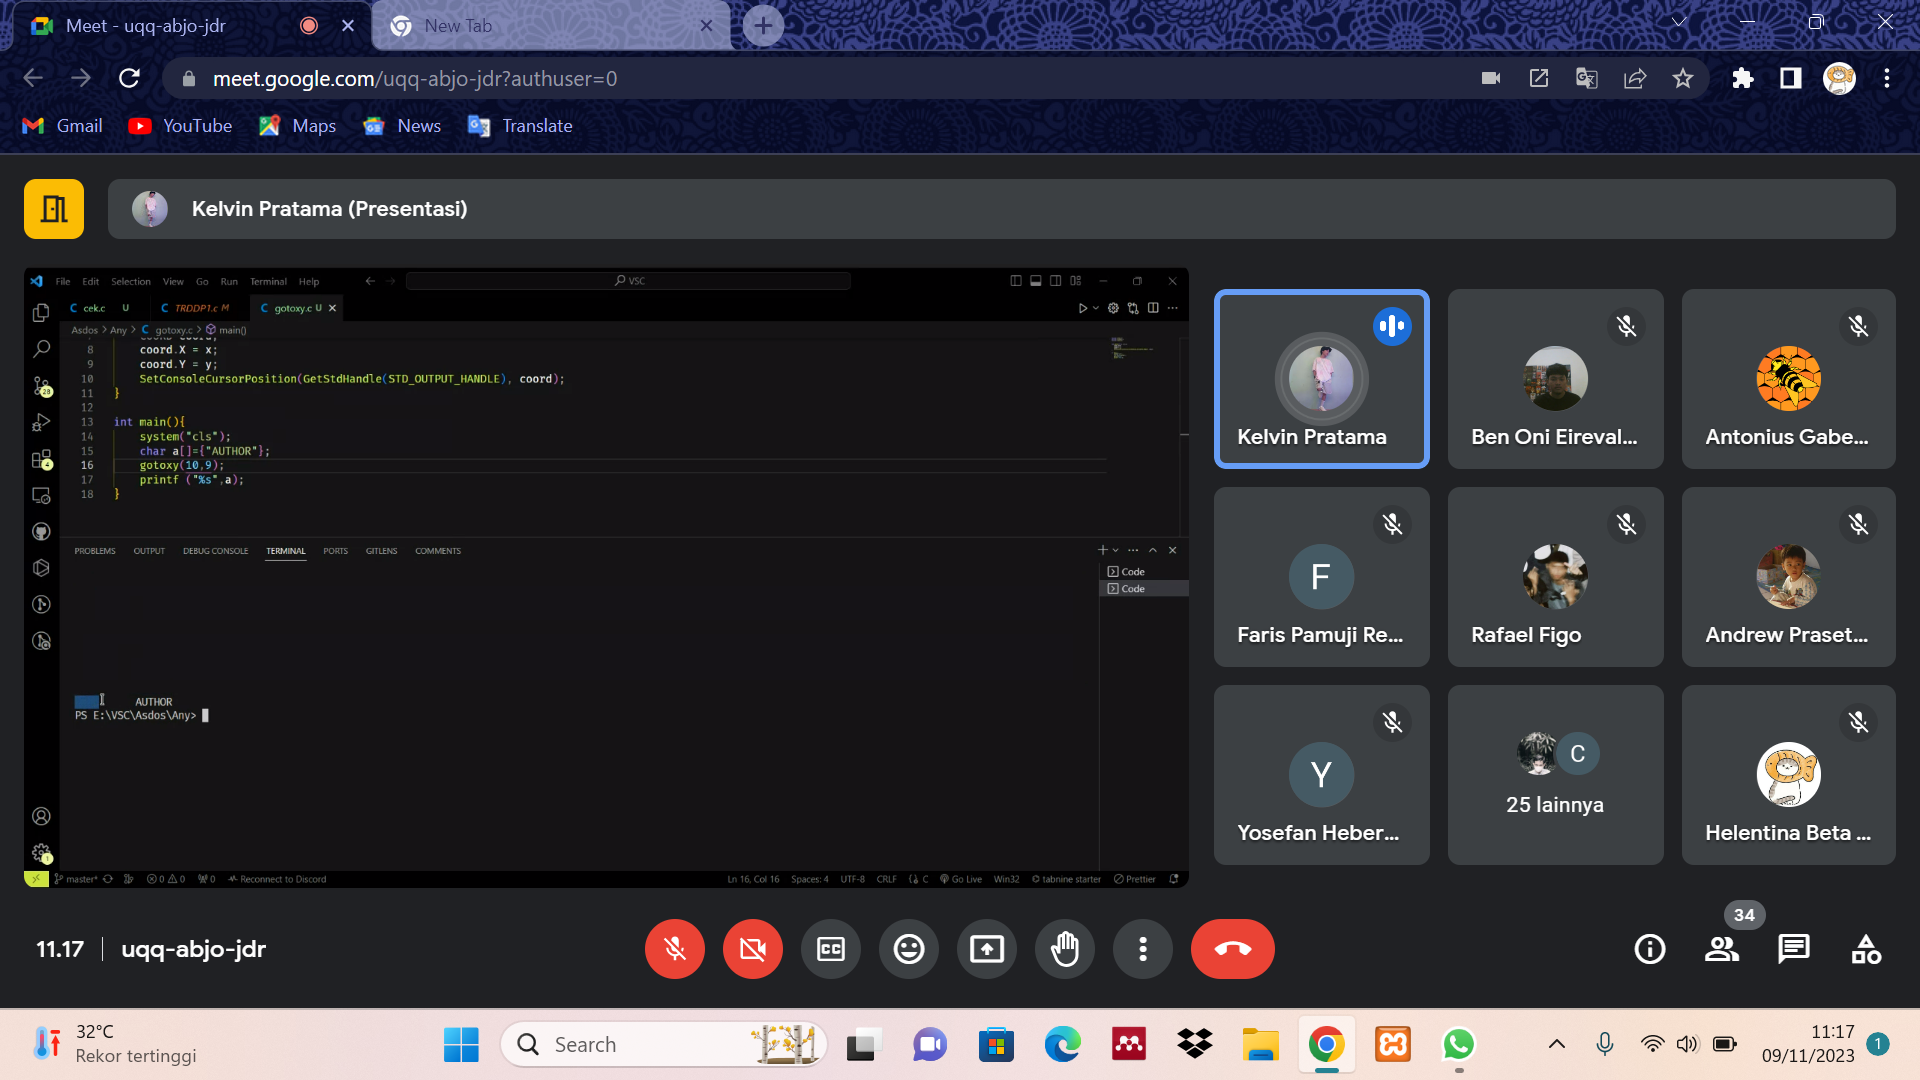 Meet - uqq-abjo-jdr
New Tab
meet.google.com/uqq-abjo-jdr?authuser=0
Gmail
YouTube
Maps
News
Translate
Kelvin Pratama (Presentasi)
File Edit Selection View Go Run Terminal Help
VSC
cek.c U
TRDDP1.c M
gotoxy.c U
Asdos > Any > C gotoxy.c > main()
8 coord.X = x;
9 coord.Y = y;
10 SetConsoleCursorPosition(GetStdHandle(STD_OUTPUT_HANDLE), coord);
11 }
12
13 int main(){
14 system("cls");
15 char a[]={"AUTHOR"};
16 gotoxy(10,9);
17 printf ("%s",a);
18 }
PROBLEMS OUTPUT DEBUG CONSOLE TERMINAL PORTS GITLENS COMMENTS
Code
Code
AUTHOR
PS E:\VSC\Asdos\Any>
master* 0 0 0 Reconnect to Discord
Ln 16, Col 16 Spaces: 4 UTF-8 CRLF C Go Live Win32 tabnine starter Prettier
Kelvin Pratama
Ben Oni Eireval...
Antonius Gabe...
F
Faris Pamuji Re...
Rafael Figo
Andrew Praset...
Y
Yosefan Heber...
C
25 lainnya
Helentina Beta ...
11.17 | uqq-abjo-jdr
CC
34
32°C
Rekor tertinggi
Search
11:17
09/11/2023
1